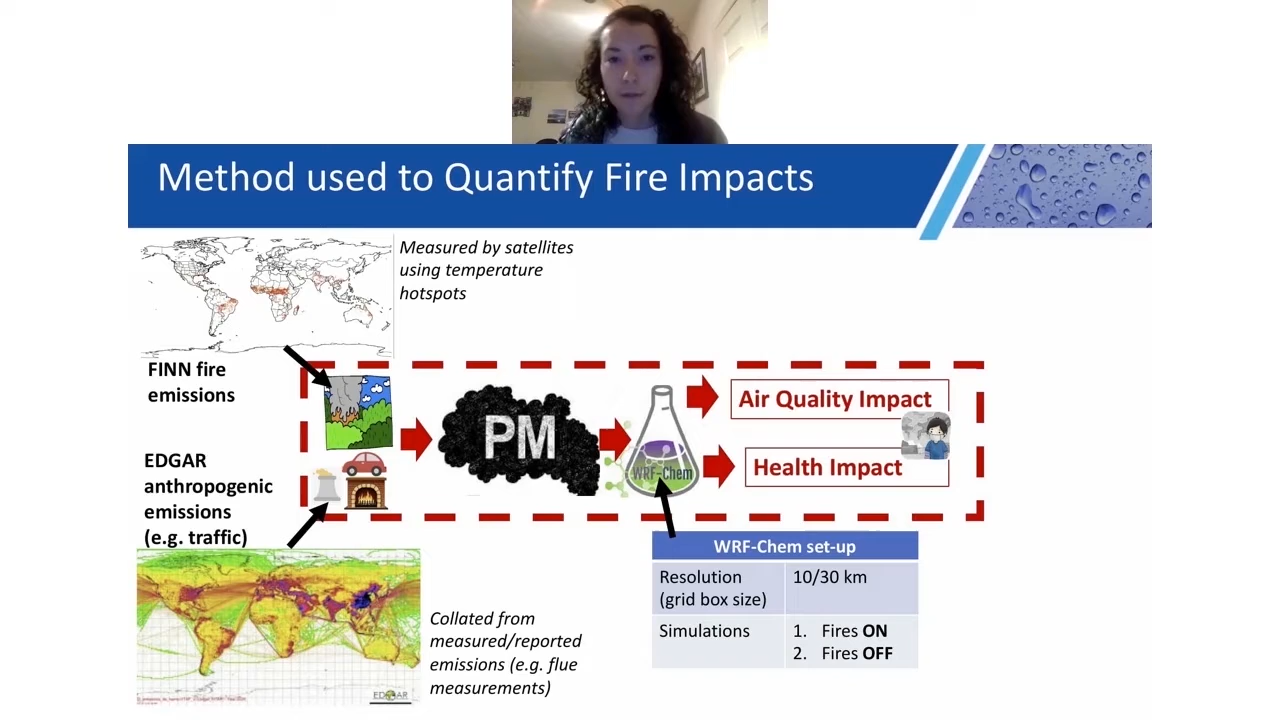 Method used to Quantify Fire Impacts
Measured by satellites
using temperature
hotspots
FINN fire
emissions
EDGAR
anthropogenic
emissions
(e.g. traffic)
PM
WRF-Chem
Air Quality Impact
Health Impact
WRF-Chem set-up
Resolution
(grid box size)
10/30 km
Simulations
1. Fires ON
2. Fires OFF
Collated from
measured/reported
emissions (e.g. flue
measurements)
EDGAR